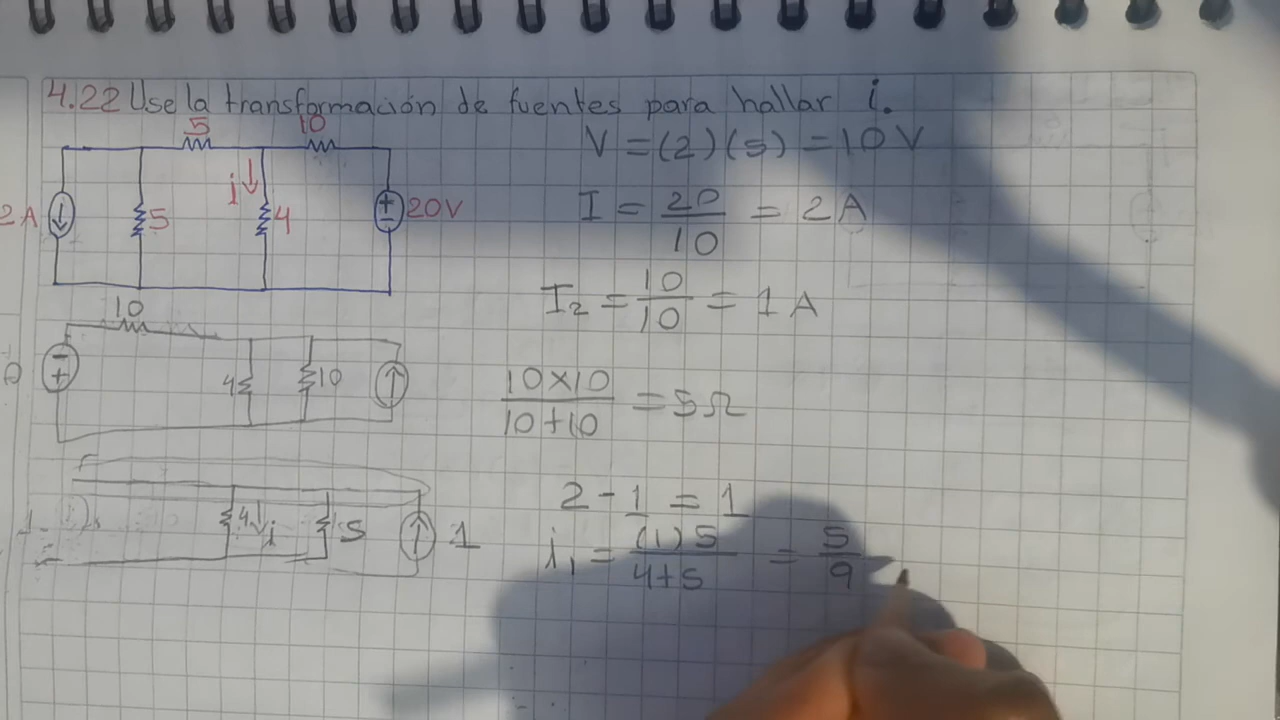 4.22 Use la transformación de fuentes para hallar i.
5
10
2A
5
i
4
20V
V = (2)(5) = 10 V
I = 20/10 = 2 A
I₂ = 10/10 = 1 A
10
4
10
10×10/10+10 = 5 Ω
4
i
5
1
2 - 1 = 1
i₁ = (1)5/4+5 = 5/9